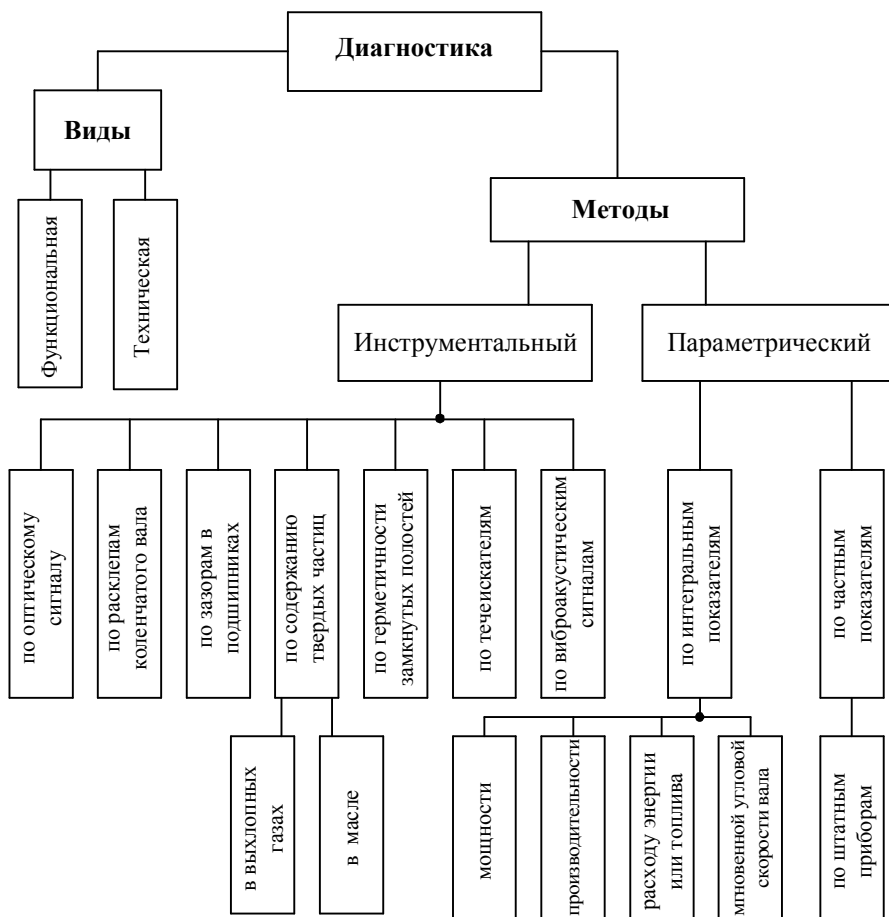 Диагностика
Виды
Методы
Функциональная
Техническая
Инструментальный
Параметрический
по оптическому
сигналу
по расклепам
коленчатого вала
по зазорам в
подшипниках
по содержанию
твердых частиц
по герметичности
замкнутых полостей
по течеискателям
по виброакустическим
сигналам
по интегральным
показателям
по частным
показателям
в выхлопных
газах
в масле
мощности
производительности
расходу энергии
или топлива
мгновенной угловой
скорости вала
по штатным
приборам